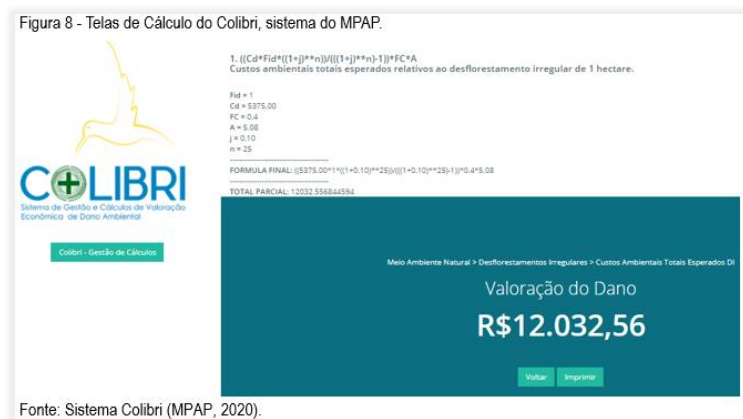 Figura 8 - Telas de Cálculo do Colibri, sistema do MPAP.
1. ((Cd*Fid*((1+j)**n))/(((1+j)**n)-1))*FC*A
Custos ambientais totais esperados relativos ao desflorestamento irregular de 1 hectare.
Fid = 1
Cd = 5375.00
FC = 0.4
A = 5.08
j = 0.10
n = 25
FORMULA FINAL: ((5375.00*1*((1+0.10)**25))/(((1+0.10)**25)-1))*0.4*5.08
TOTAL PARCIAL: 12032.556844594
COLIBRI
Sistema de Gestão e Cálculos de Valoração
Econômica de Dano Ambiental
Colibri - Gestão de Cálculos
Meio Ambiente Natural > Desflorestamentos Irregulares > Custos Ambientais Totais Esperados DI
Valoração do Dano
R$12.032,56
Voltar Imprimir
Fonte: Sistema Colibri (MPAP, 2020).